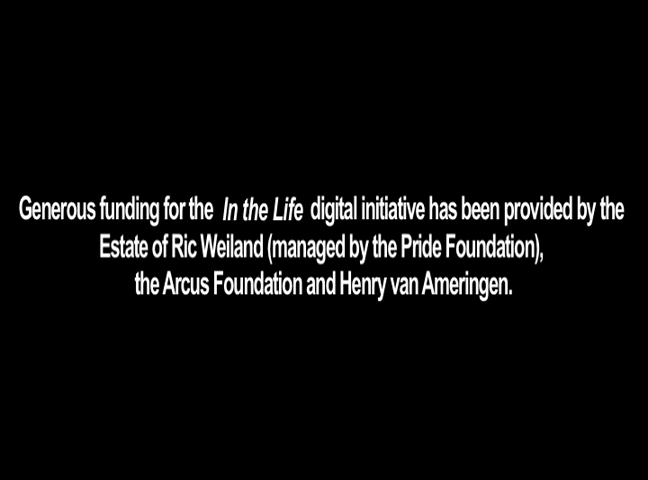 Generous funding for the In the Life digital initiative has been provided by the
Estate of Ric Weiland (managed by the Pride Foundation),
the Arcus Foundation and Henry van Ameringen.